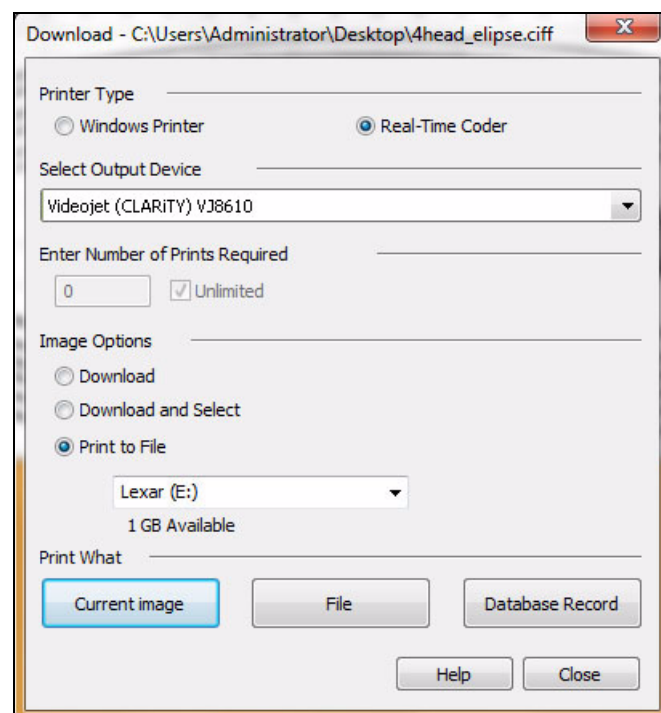 Download - C:\Users\Administrator\Desktop\4head_elipse.ciff
X
Printer Type
Windows Printer Real-Time Coder
Select Output Device
Videojet (CLARiTY) VJ8610
Enter Number of Prints Required
0 Unlimited
Image Options
Download
Download and Select
Print to File
Lexar (E:)
1 GB Available
Print What
Current image File Database Record
Help Close